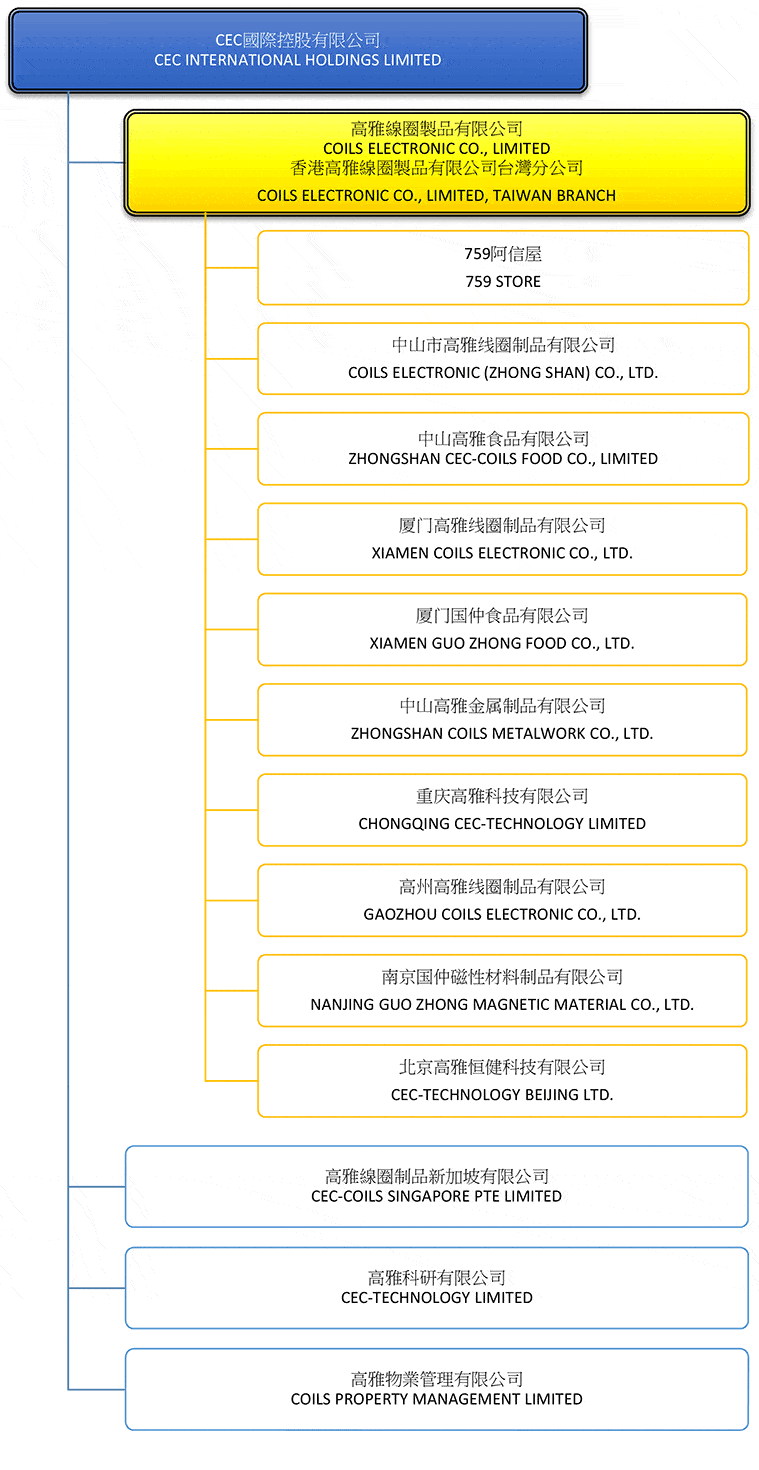 CEC國際控股有限公司
CEC INTERNATIONAL HOLDINGS LIMITED
高雅線圈製品有限公司
COILS ELECTRONIC CO., LIMITED
香港高雅線圈製品有限公司台灣分公司
COILS ELECTRONIC CO., LIMITED, TAIWAN BRANCH
759阿信屋
759 STORE
中山市高雅线圈制品有限公司
COILS ELECTRONIC (ZHONG SHAN) CO., LTD.
中山高雅食品有限公司
ZHONGSHAN CEC-COILS FOOD CO., LIMITED
厦门高雅线圈制品有限公司
XIAMEN COILS ELECTRONIC CO., LTD.
厦门国仲食品有限公司
XIAMEN GUO ZHONG FOOD CO., LTD.
中山高雅金属制品有限公司
ZHONGSHAN COILS METALWORK CO., LTD.
重庆高雅科技有限公司
CHONGQING CEC-TECHNOLOGY LIMITED
高州高雅线圈制品有限公司
GAOZHOU COILS ELECTRONIC CO., LTD.
南京国仲磁性材料制品有限公司
NANJING GUO ZHONG MAGNETIC MATERIAL CO., LTD.
北京高雅恒健科技有限公司
CEC-TECHNOLOGY BEIJING LTD.
高雅線圈制品新加坡有限公司
CEC-COILS SINGAPORE PTE LIMITED
高雅科研有限公司
CEC-TECHNOLOGY LIMITED
高雅物業管理有限公司
COILS PROPERTY MANAGEMENT LIMITED